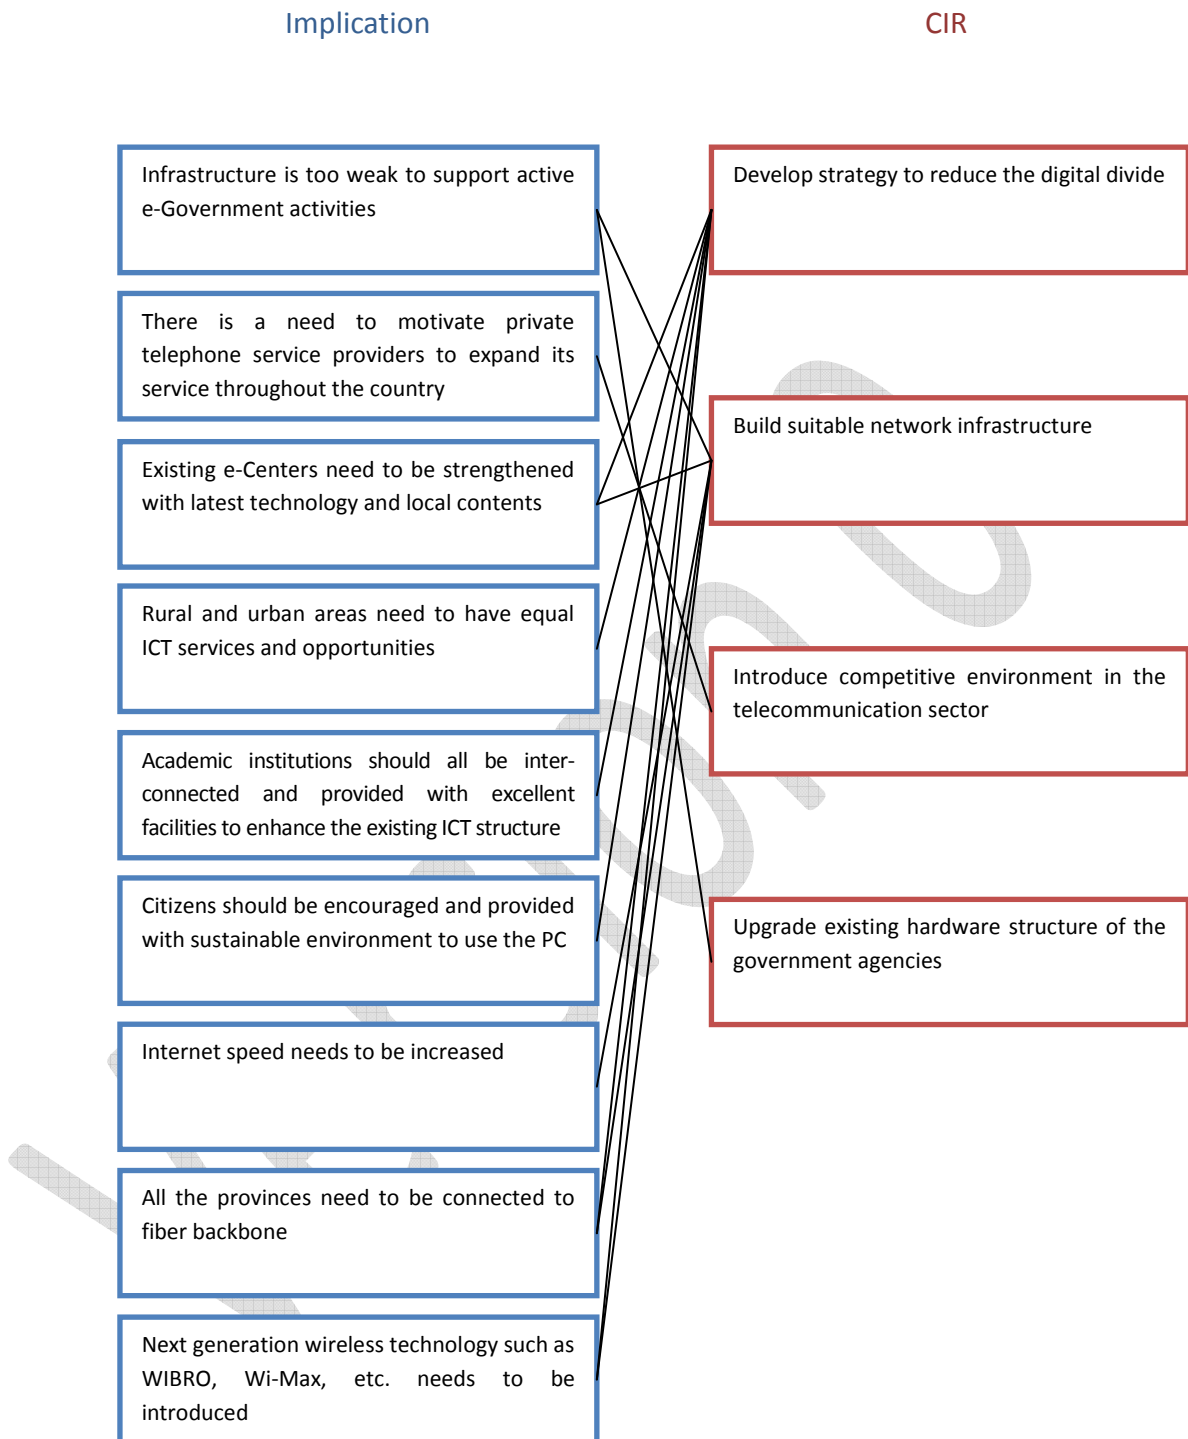 Implication
CIR
Infrastructure is too weak to support active
e-Government activities
There is a need to motivate private
telephone service providers to expand its
service throughout the country
Existing e-Centers need to be strengthened
with latest technology and local contents
Rural and urban areas need to have equal
ICT services and opportunities
Academic institutions should all be inter-
connected and provided with excellent
facilities to enhance the existing ICT structure
Citizens should be encouraged and provided
with sustainable environment to use the PC
Internet speed needs to be increased
All the provinces need to be connected to
fiber backbone
Next generation wireless technology such as
WIBRO, Wi-Max, etc. needs to be
introduced
Develop strategy to reduce the digital divide
Build suitable network infrastructure
Introduce competitive environment in the
telecommunication sector
Upgrade existing hardware structure of the
government agencies